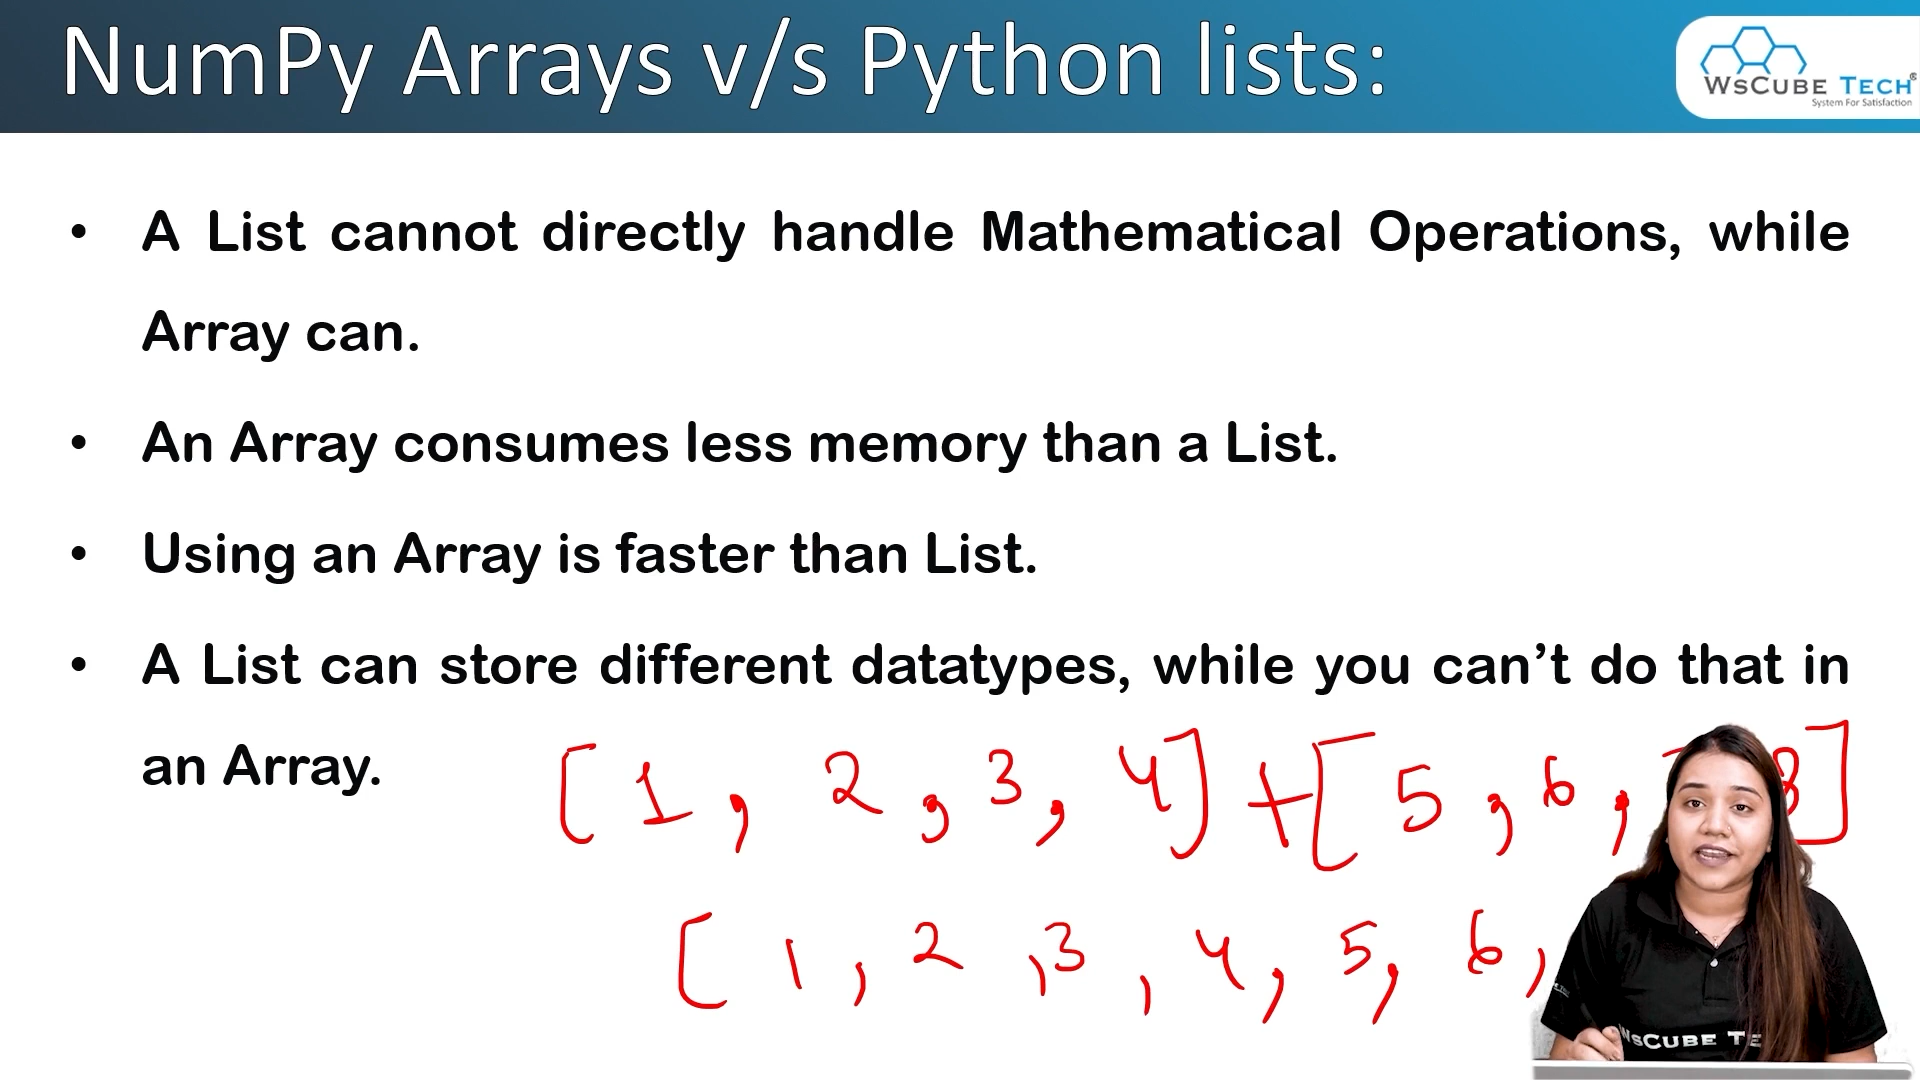 NumPy Arrays v/s Python lists:
WSCUBE TECH®
System For Satisfaction
• A List cannot directly handle Mathematical Operations, while
Array can.
• An Array consumes less memory than a List.
• Using an Array is faster than List.
• A List can store different datatypes, while you can’t do that in
an Array.
[1, 2, 3, 4] + [5, 6, 8]
[1, 2, 3, 4, 5, 6,
WSCUBE TE